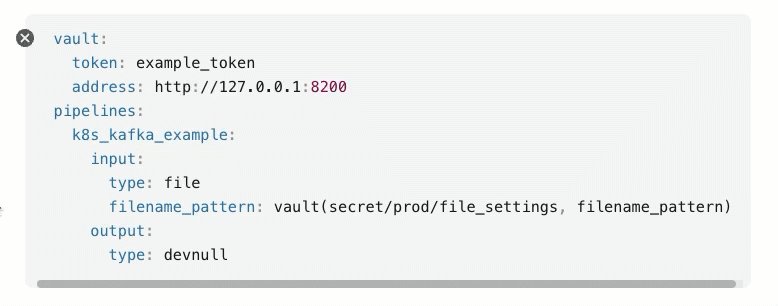 vault:
token: example_token
address: http://127.0.0.1:8200
pipelines:
k8s_kafka_example:
input:
type: file
filename_pattern: vault(secret/prod/file_settings, filename_pattern)
output:
type: devnull